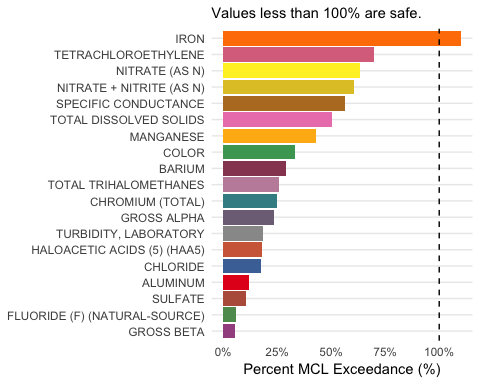 Values less than 100% are safe.
IRON
TETRACHLOROETHYLENE
NITRATE (AS N)
NITRATE + NITRITE (AS N)
SPECIFIC CONDUCTANCE
TOTAL DISSOLVED SOLIDS
MANGANESE
COLOR
BARIUM
TOTAL TRIHALOMETHANES
CHROMIUM (TOTAL)
GROSS ALPHA
TURBIDITY, LABORATORY
HALOACETIC ACIDS (5) (HAA5)
CHLORIDE
ALUMINUM
SULFATE
FLUORIDE (F) (NATURAL-SOURCE)
GROSS BETA
0% 25% 50% 75% 100%
Percent MCL Exceedance (%)